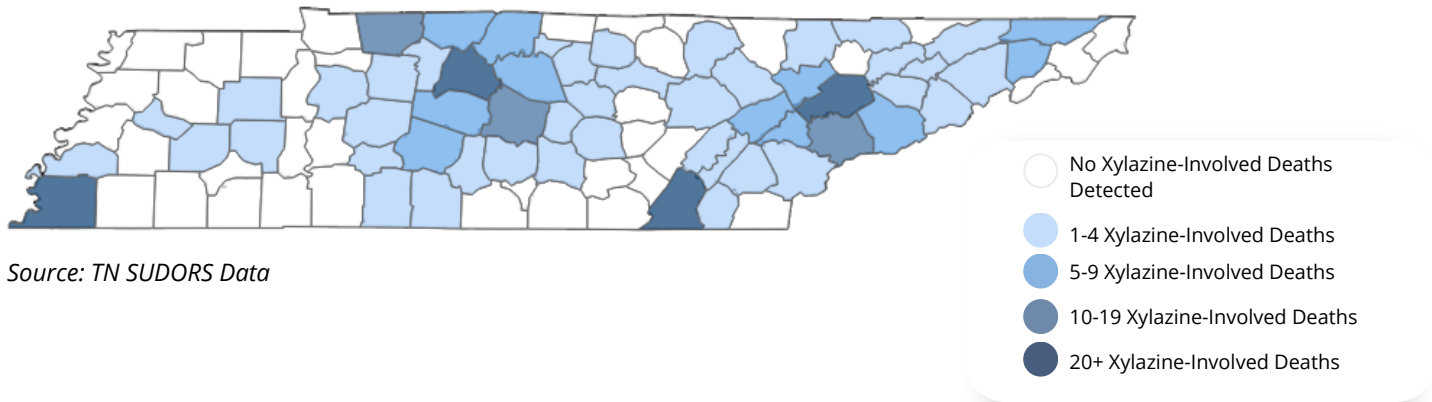 No Xylazine-Involved Deaths
Detected
1-4 Xylazine-Involved Deaths
5-9 Xylazine-Involved Deaths
10-19 Xylazine-Involved Deaths
20+ Xylazine-Involved Deaths
Source: TN SUDORS Data